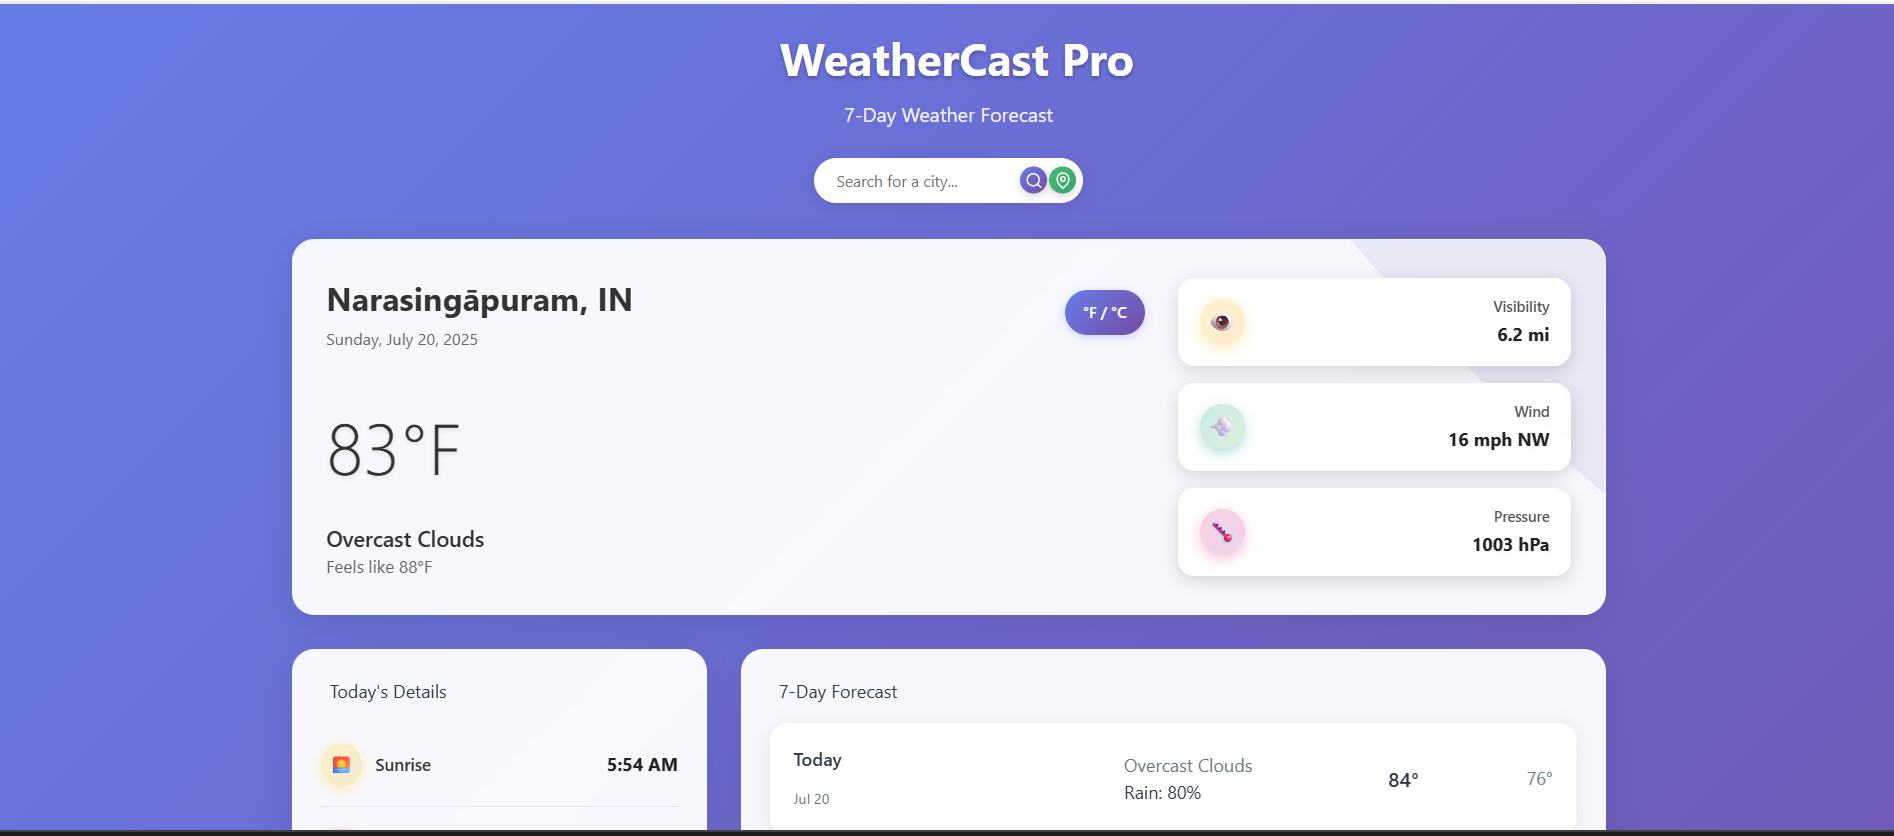 WeatherCast Pro
7-Day Weather Forecast
Search for a city...
Narasingāpuram, IN
Sunday, July 20, 2025
°F / °C
83°F
Overcast Clouds
Feels like 88°F
Visibility
6.2 mi
Wind
16 mph NW
Pressure
1003 hPa
Today's Details
Sunrise
5:54 AM
7-Day Forecast
Today
Jul 20
Overcast Clouds
Rain: 80%
84°
76°